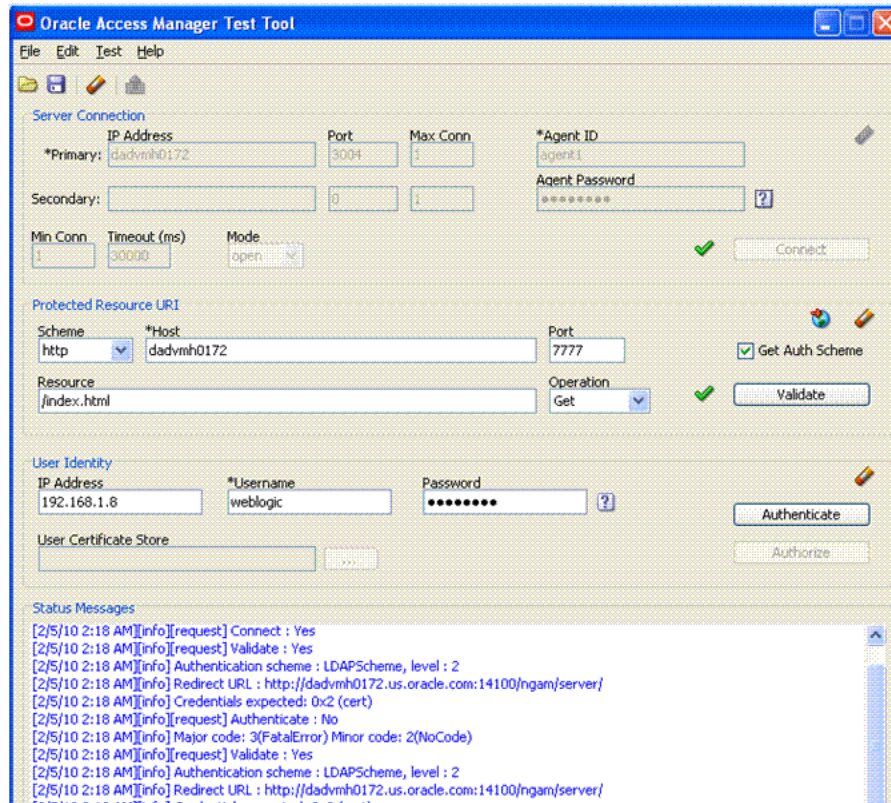 Oracle Access Manager Test Tool
File Edit Test Help
Server Connection
IP Address Port Max Conn *Agent ID
*Primary: dadvmh0172 3004 1 agent1
Agent Password
Secondary: 0 1 ●●●●●●●●
Min Conn Timeout (ms) Mode
1 30000 open Connect
Protected Resource URI
Scheme *Host Port
http dadvmh0172 7777 Get Auth Scheme
Resource Operation
/index.html Get Validate
User Identity
IP Address *Username Password
192.168.1.8 weblogic ●●●●●●●●
Authenticate
User Certificate Store
... Authorize
Status Messages
[2/5/10 2:18 AM][info][request] Connect : Yes
[2/5/10 2:18 AM][info][request] Validate : Yes
[2/5/10 2:18 AM][info] Authentication scheme : LDAPScheme, level : 2
[2/5/10 2:18 AM][info] Redirect URL : http://dadvmh0172.us.oracle.com:14100/ngam/server/
[2/5/10 2:18 AM][info] Credentials expected: 0x2 (cert)
[2/5/10 2:18 AM][info][request] Authenticate : No
[2/5/10 2:18 AM][info] Major code: 3(FatalError) Minor code: 2(NoCode)
[2/5/10 2:18 AM][info][request] Validate : Yes
[2/5/10 2:18 AM][info] Authentication scheme : LDAPScheme, level : 2
[2/5/10 2:18 AM][info] Redirect URL : http://dadvmh0172.us.oracle.com:14100/ngam/server/